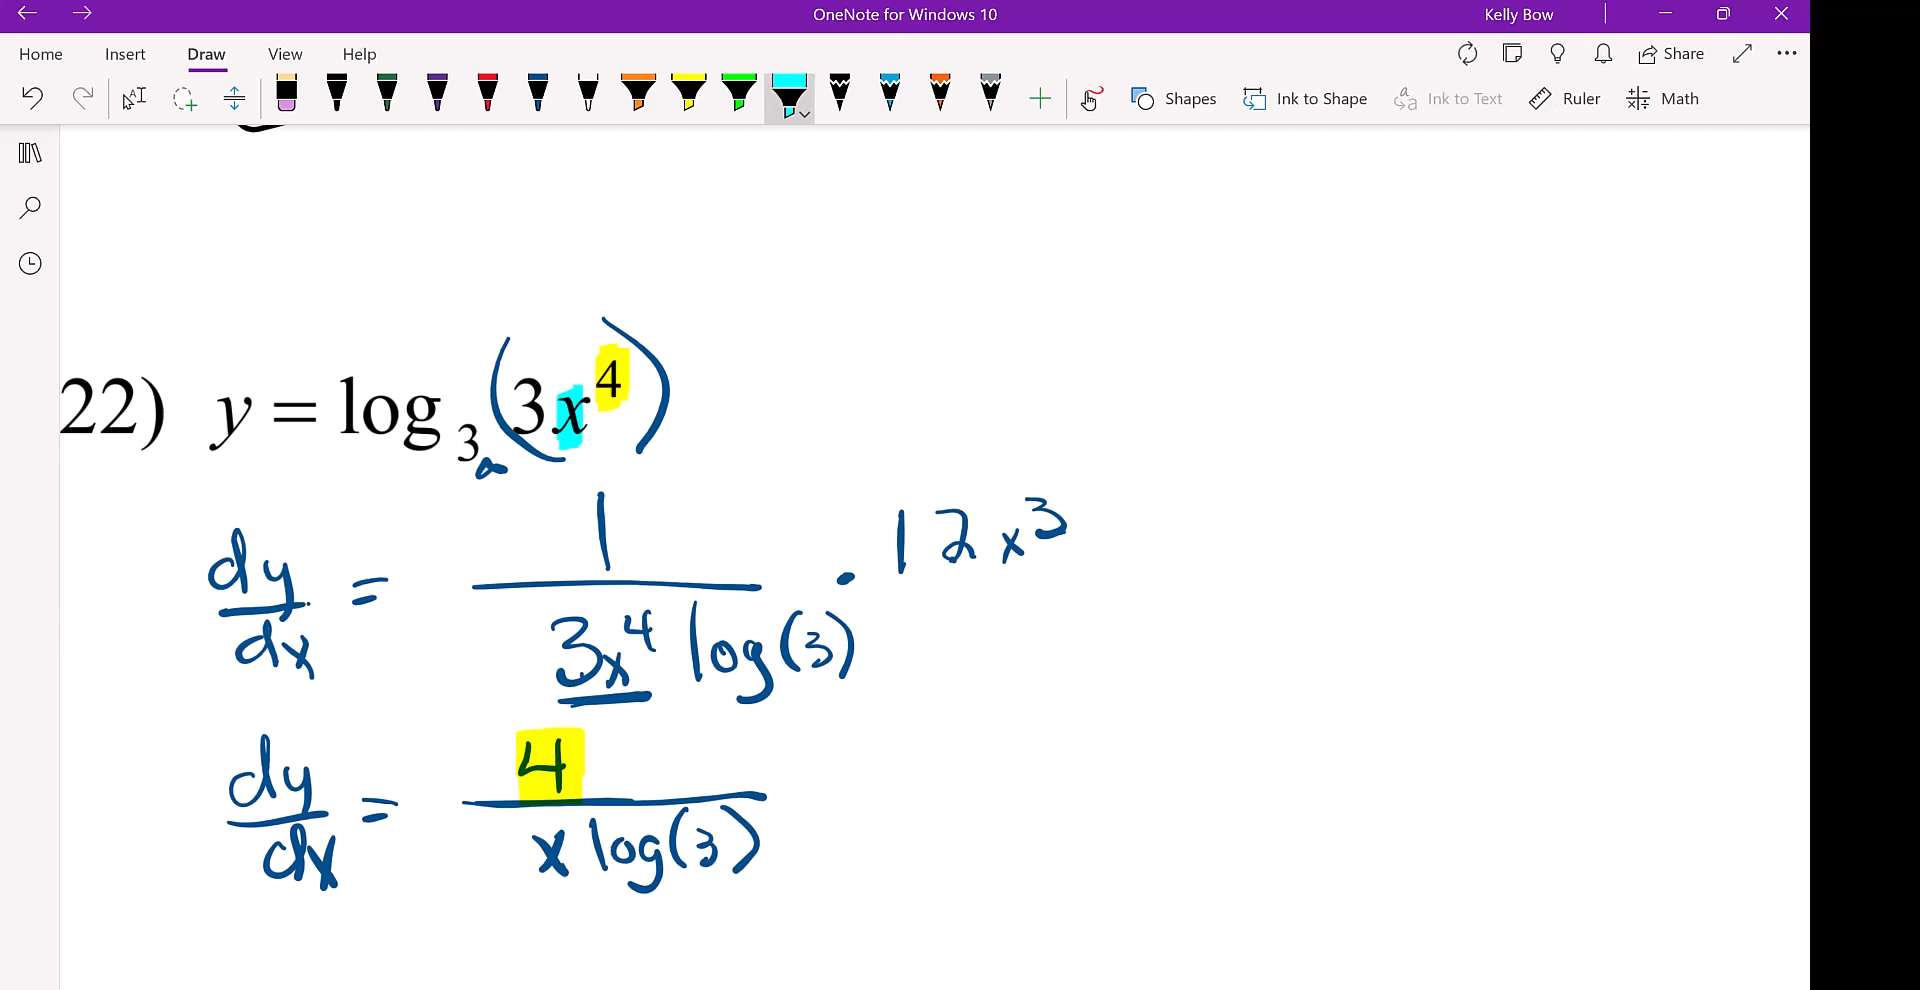 OneNote for Windows 10
Kelly Bow
Home Insert Draw View Help
Share
Shapes Ink to Shape Ink to Text Ruler Math
22) y = log₃(3x⁴)
dy/dx = 1/(3x⁴ log(3)) · 12x³
dy/dx = 4/(x log(3))